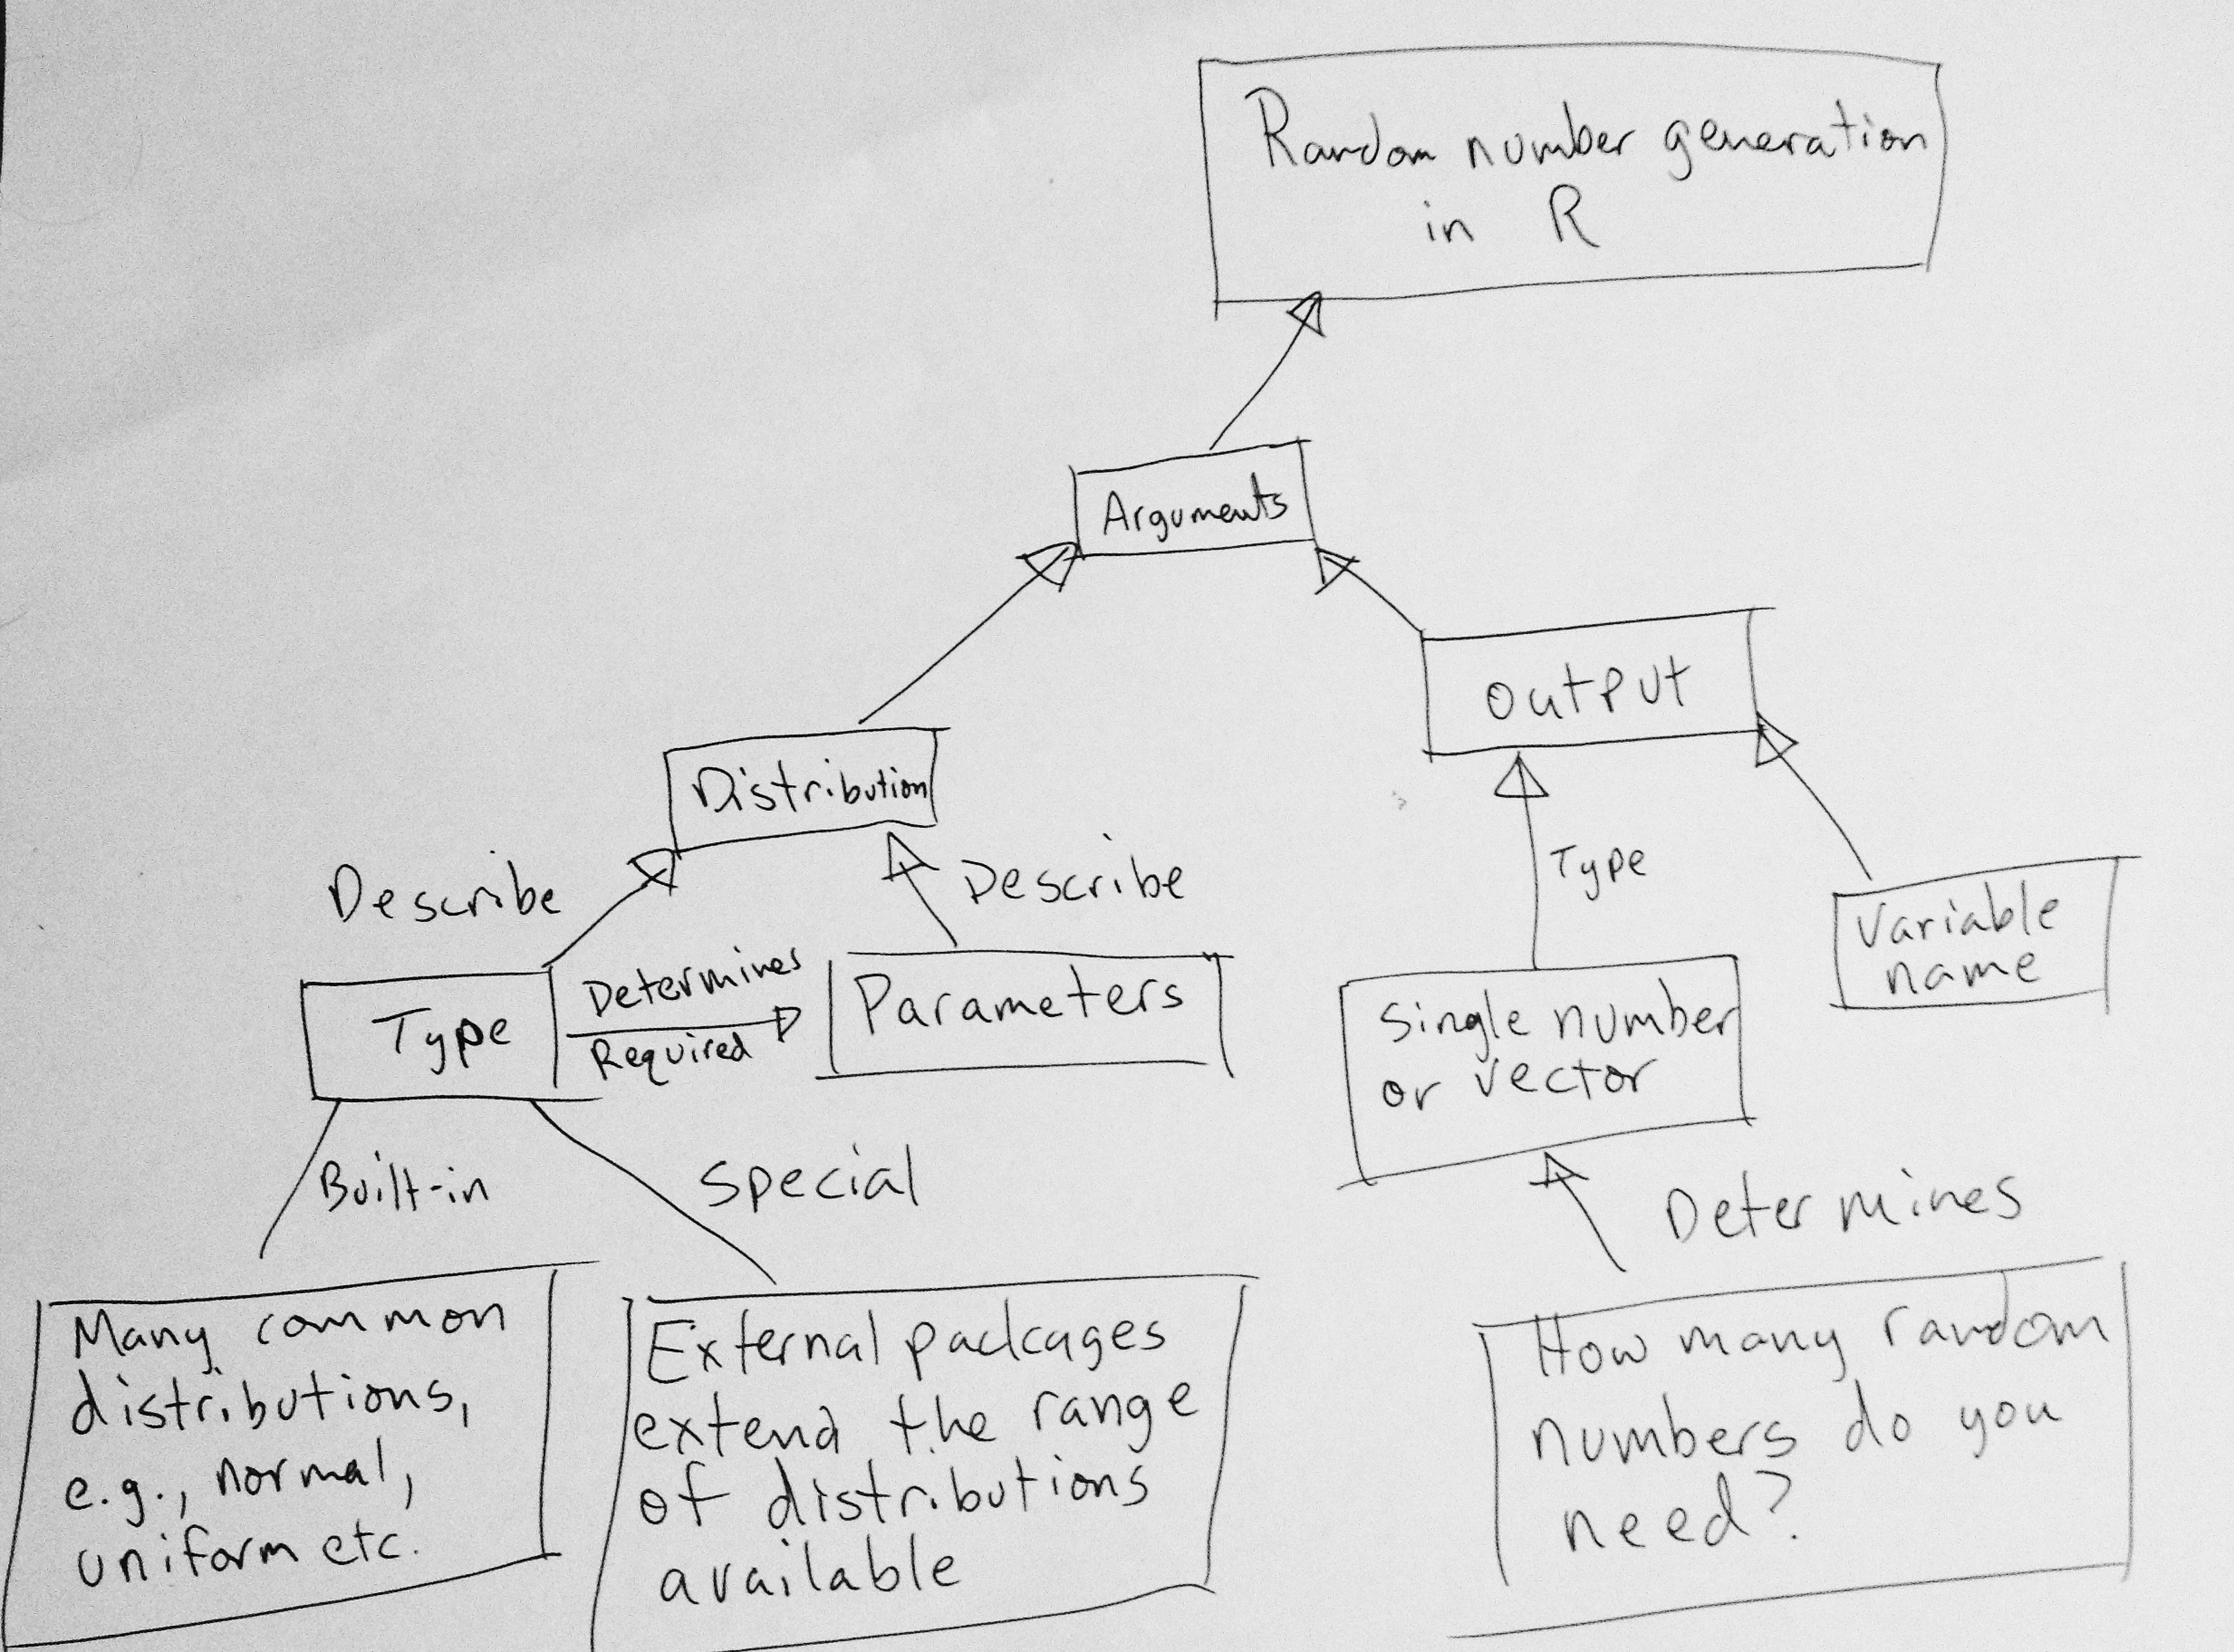 Random number generation
in R
Arguments
Output
Distribution
Describe
Describe
Type
Variable
name
Determines
Required
Type
Parameters
Single number
or vector
Built-in
Special
Determines
Many common
distributions,
e.g., normal,
uniform etc.
External packages
extend the range
of distributions
available
How many random
numbers do you
need?